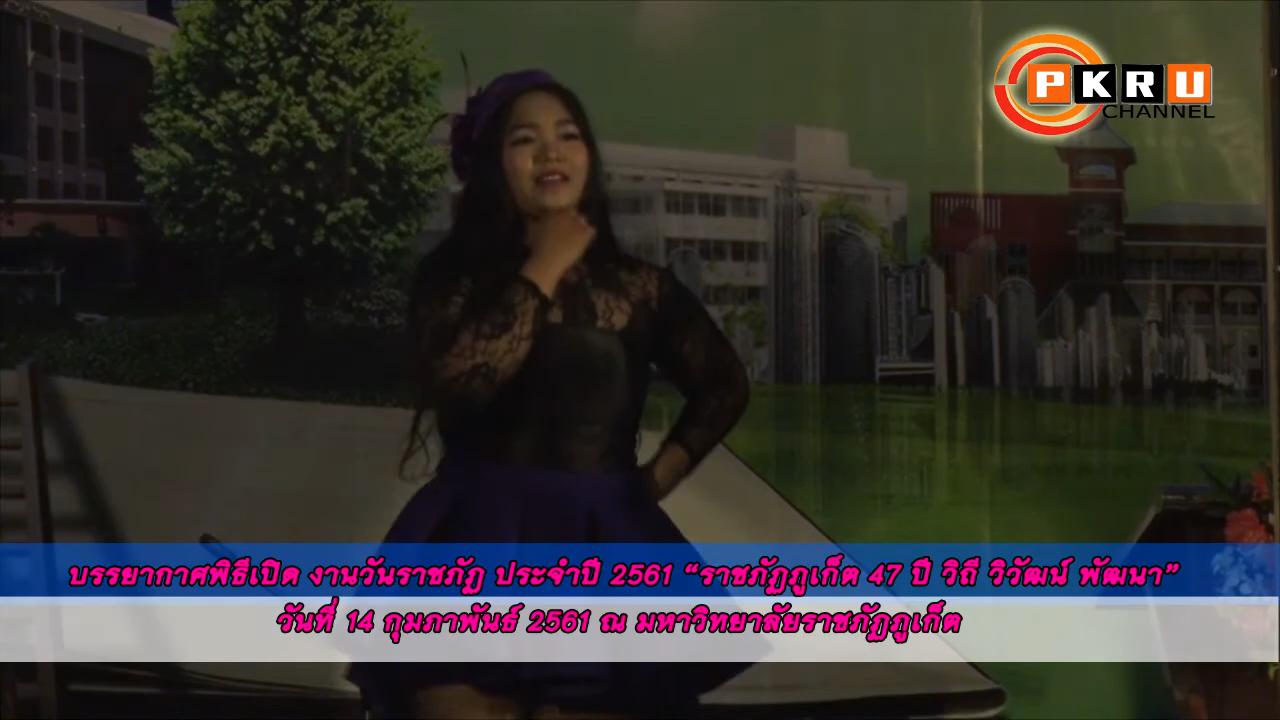 PKRU
CHANNEL
บรรยากาศพิธีเปิด งานวันราชภัฏ ประจำปี 2561 “ราชภัฏภูเก็ต 47 ปี วิถี วิวัฒน์ พัฒนา”
วันที่ 14 กุมภาพันธ์ 2561 ณ มหาวิทยาลัยราชภัฏภูเก็ต